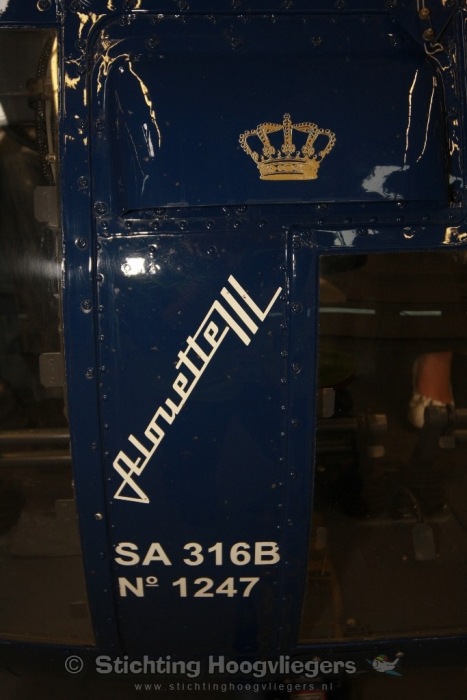 Alouette III
SA 316B
Nº 1247
© Stichting Hoogvliegers
www.stichtinghoogvliegers.nl